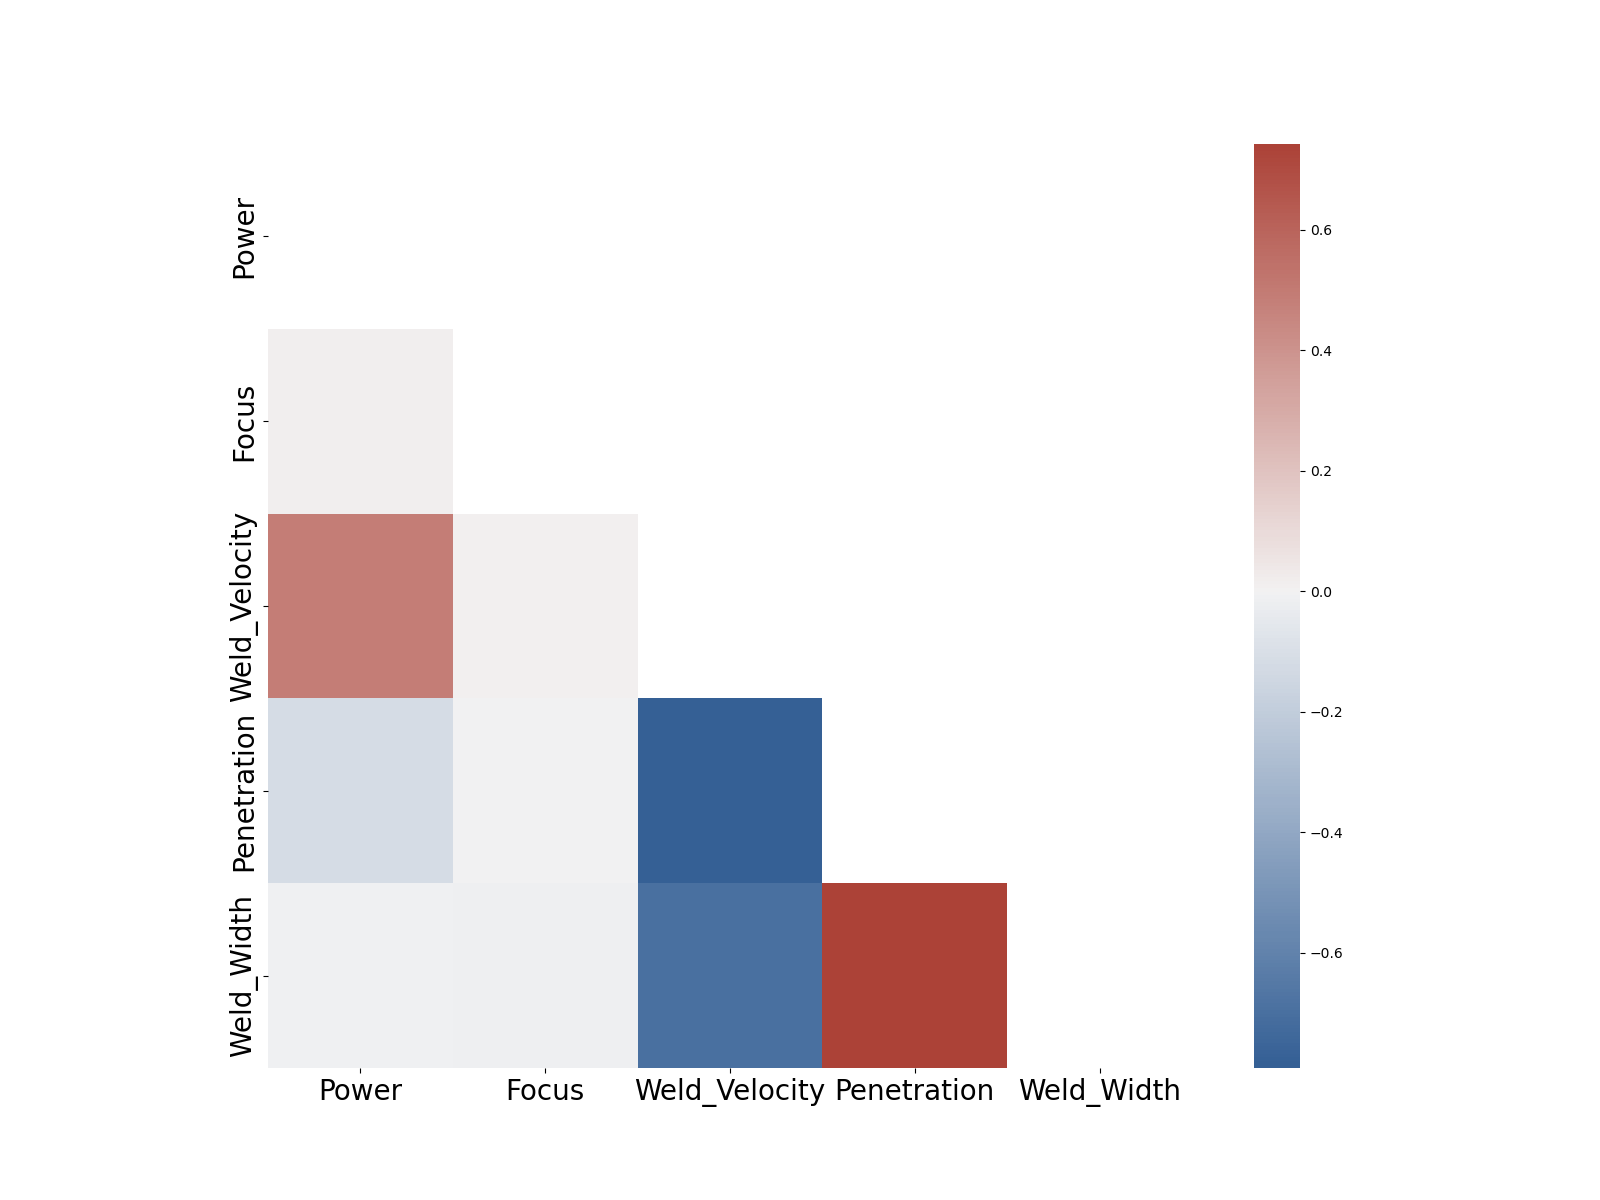 Power
Focus
Weld_Velocity
Penetration
Weld_Width
Power Focus Weld_Velocity Penetration Weld_Width
0.6
0.4
0.2
0.0
−0.2
−0.4
−0.6